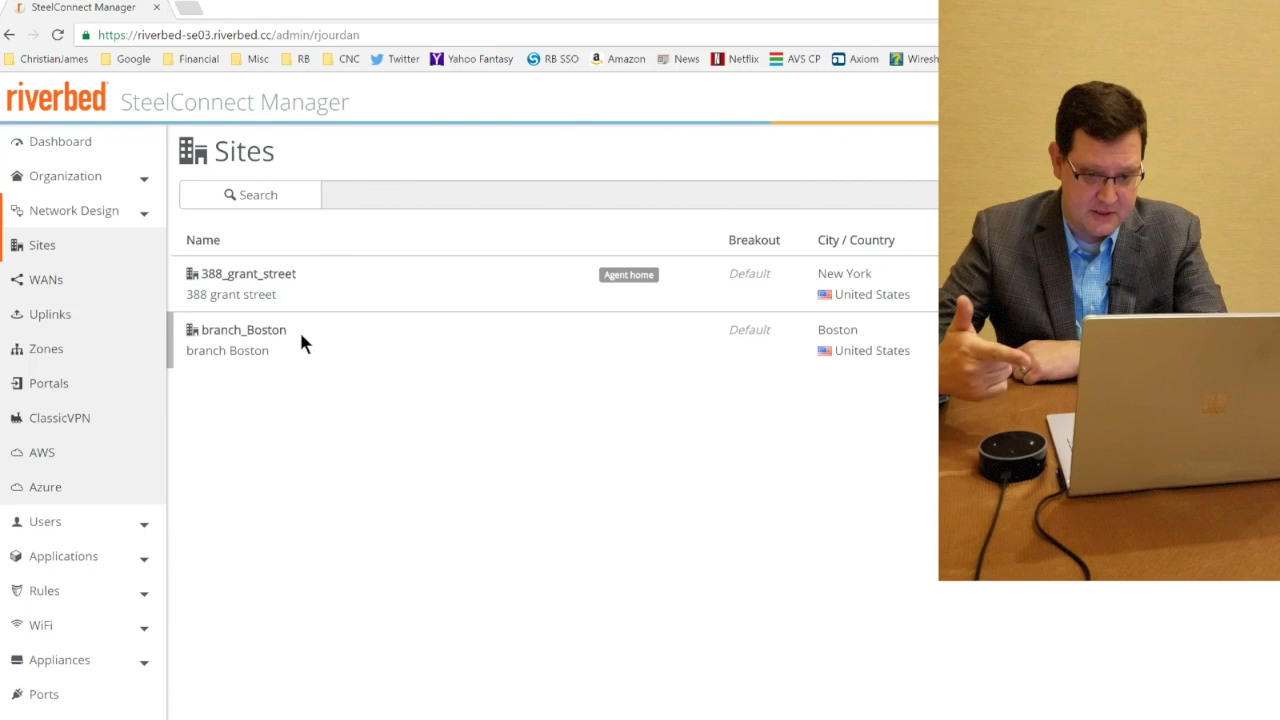 SteelConnect Manager
https://riverbed-se03.riverbed.cc/admin/rjourdan
ChristianJames Google Financial Misc RB CNC Twitter Yahoo Fantasy RB SSO Amazon News Netflix AVS CP Axiom Wiresh
riverbed SteelConnect Manager
Dashboard
Organization
Network Design
Sites
WANs
Uplinks
Zones
Portals
ClassicVPN
AWS
Azure
Users
Applications
Rules
WiFi
Appliances
Ports
Sites
Search
Name Breakout City / Country
388_grant_street Agent home Default New York
388 grant street United States
branch_Boston Default Boston
branch Boston United States